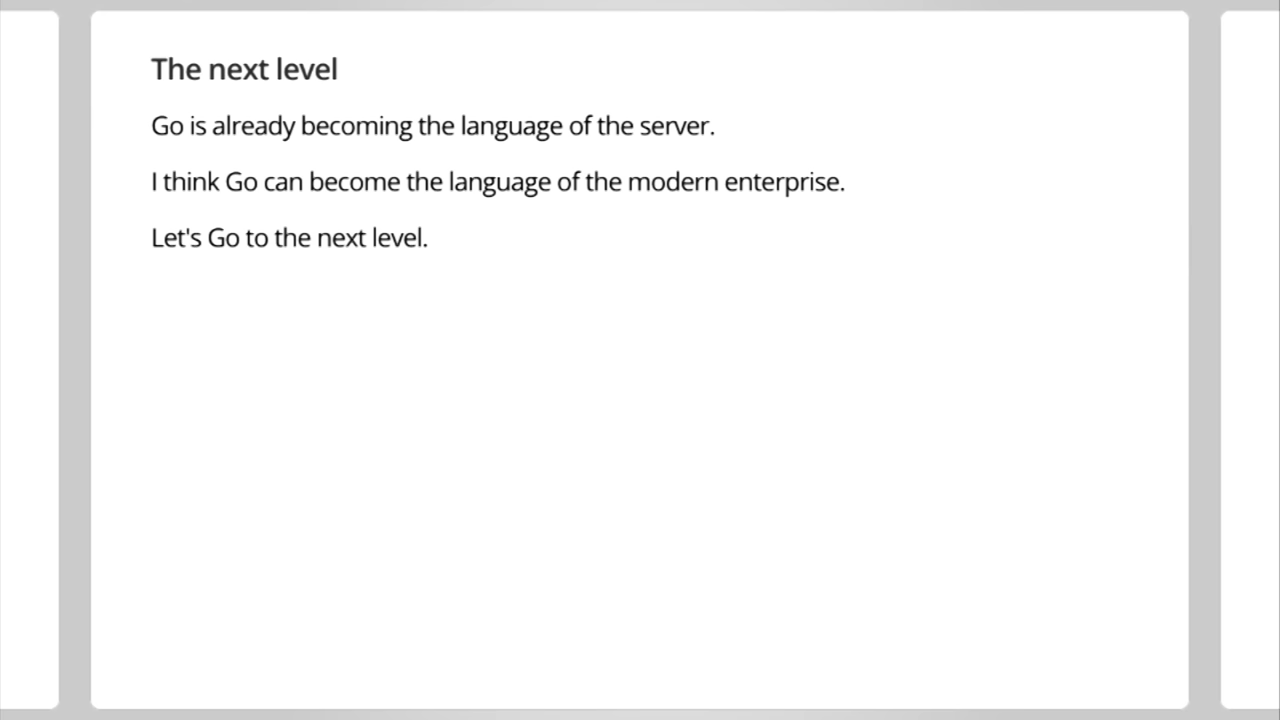 The next level
Go is already becoming the language of the server.
I think Go can become the language of the modern enterprise.
Let's Go to the next level.